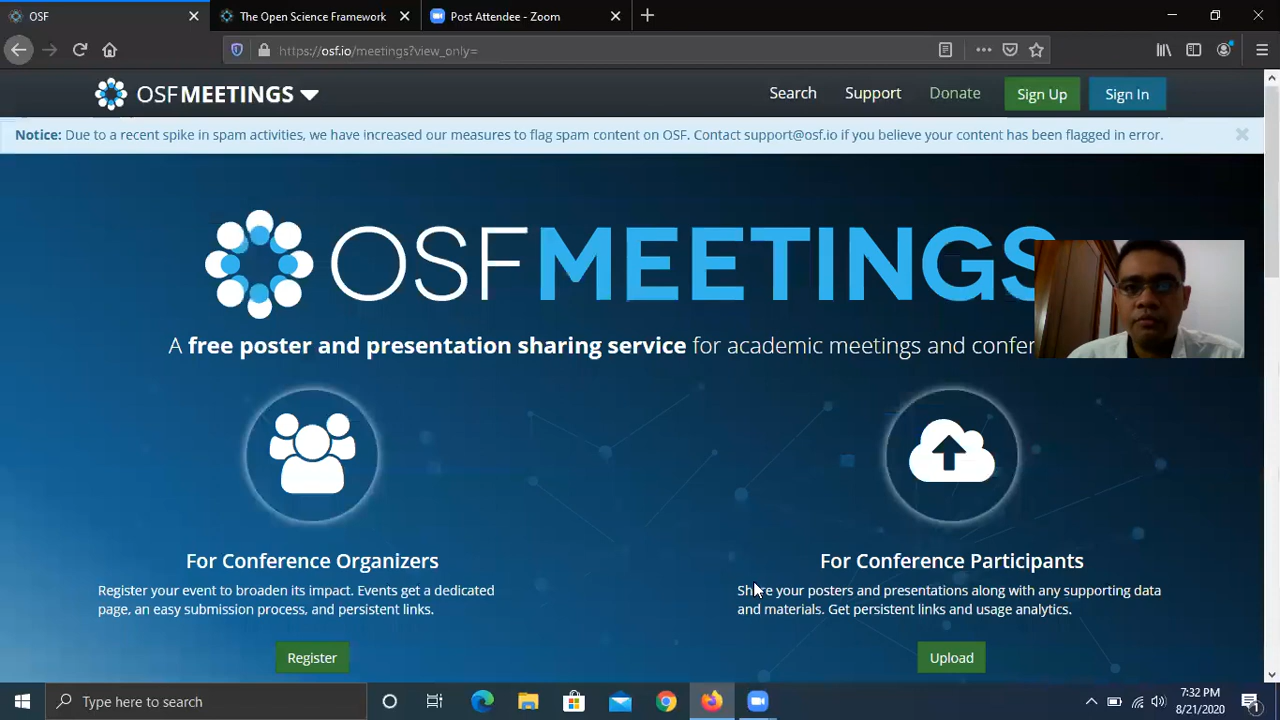 OSF
The Open Science Framework
Post Attendee - Zoom
https://osf.io/meetings?view_only=
OSFMEETINGS
Search
Support
Donate
Sign Up
Sign In
Notice: Due to a recent spike in spam activities, we have increased our measures to flag spam content on OSF. Contact support@osf.io if you believe your content has been flagged in error.
OSFMEETINGS
A free poster and presentation sharing service for academic meetings and confer
For Conference Organizers
Register your event to broaden its impact. Events get a dedicated
page, an easy submission process, and persistent links.
Register
For Conference Participants
Share your posters and presentations along with any supporting data
and materials. Get persistent links and usage analytics.
Upload
Type here to search
7:32 PM
8/21/2020
1